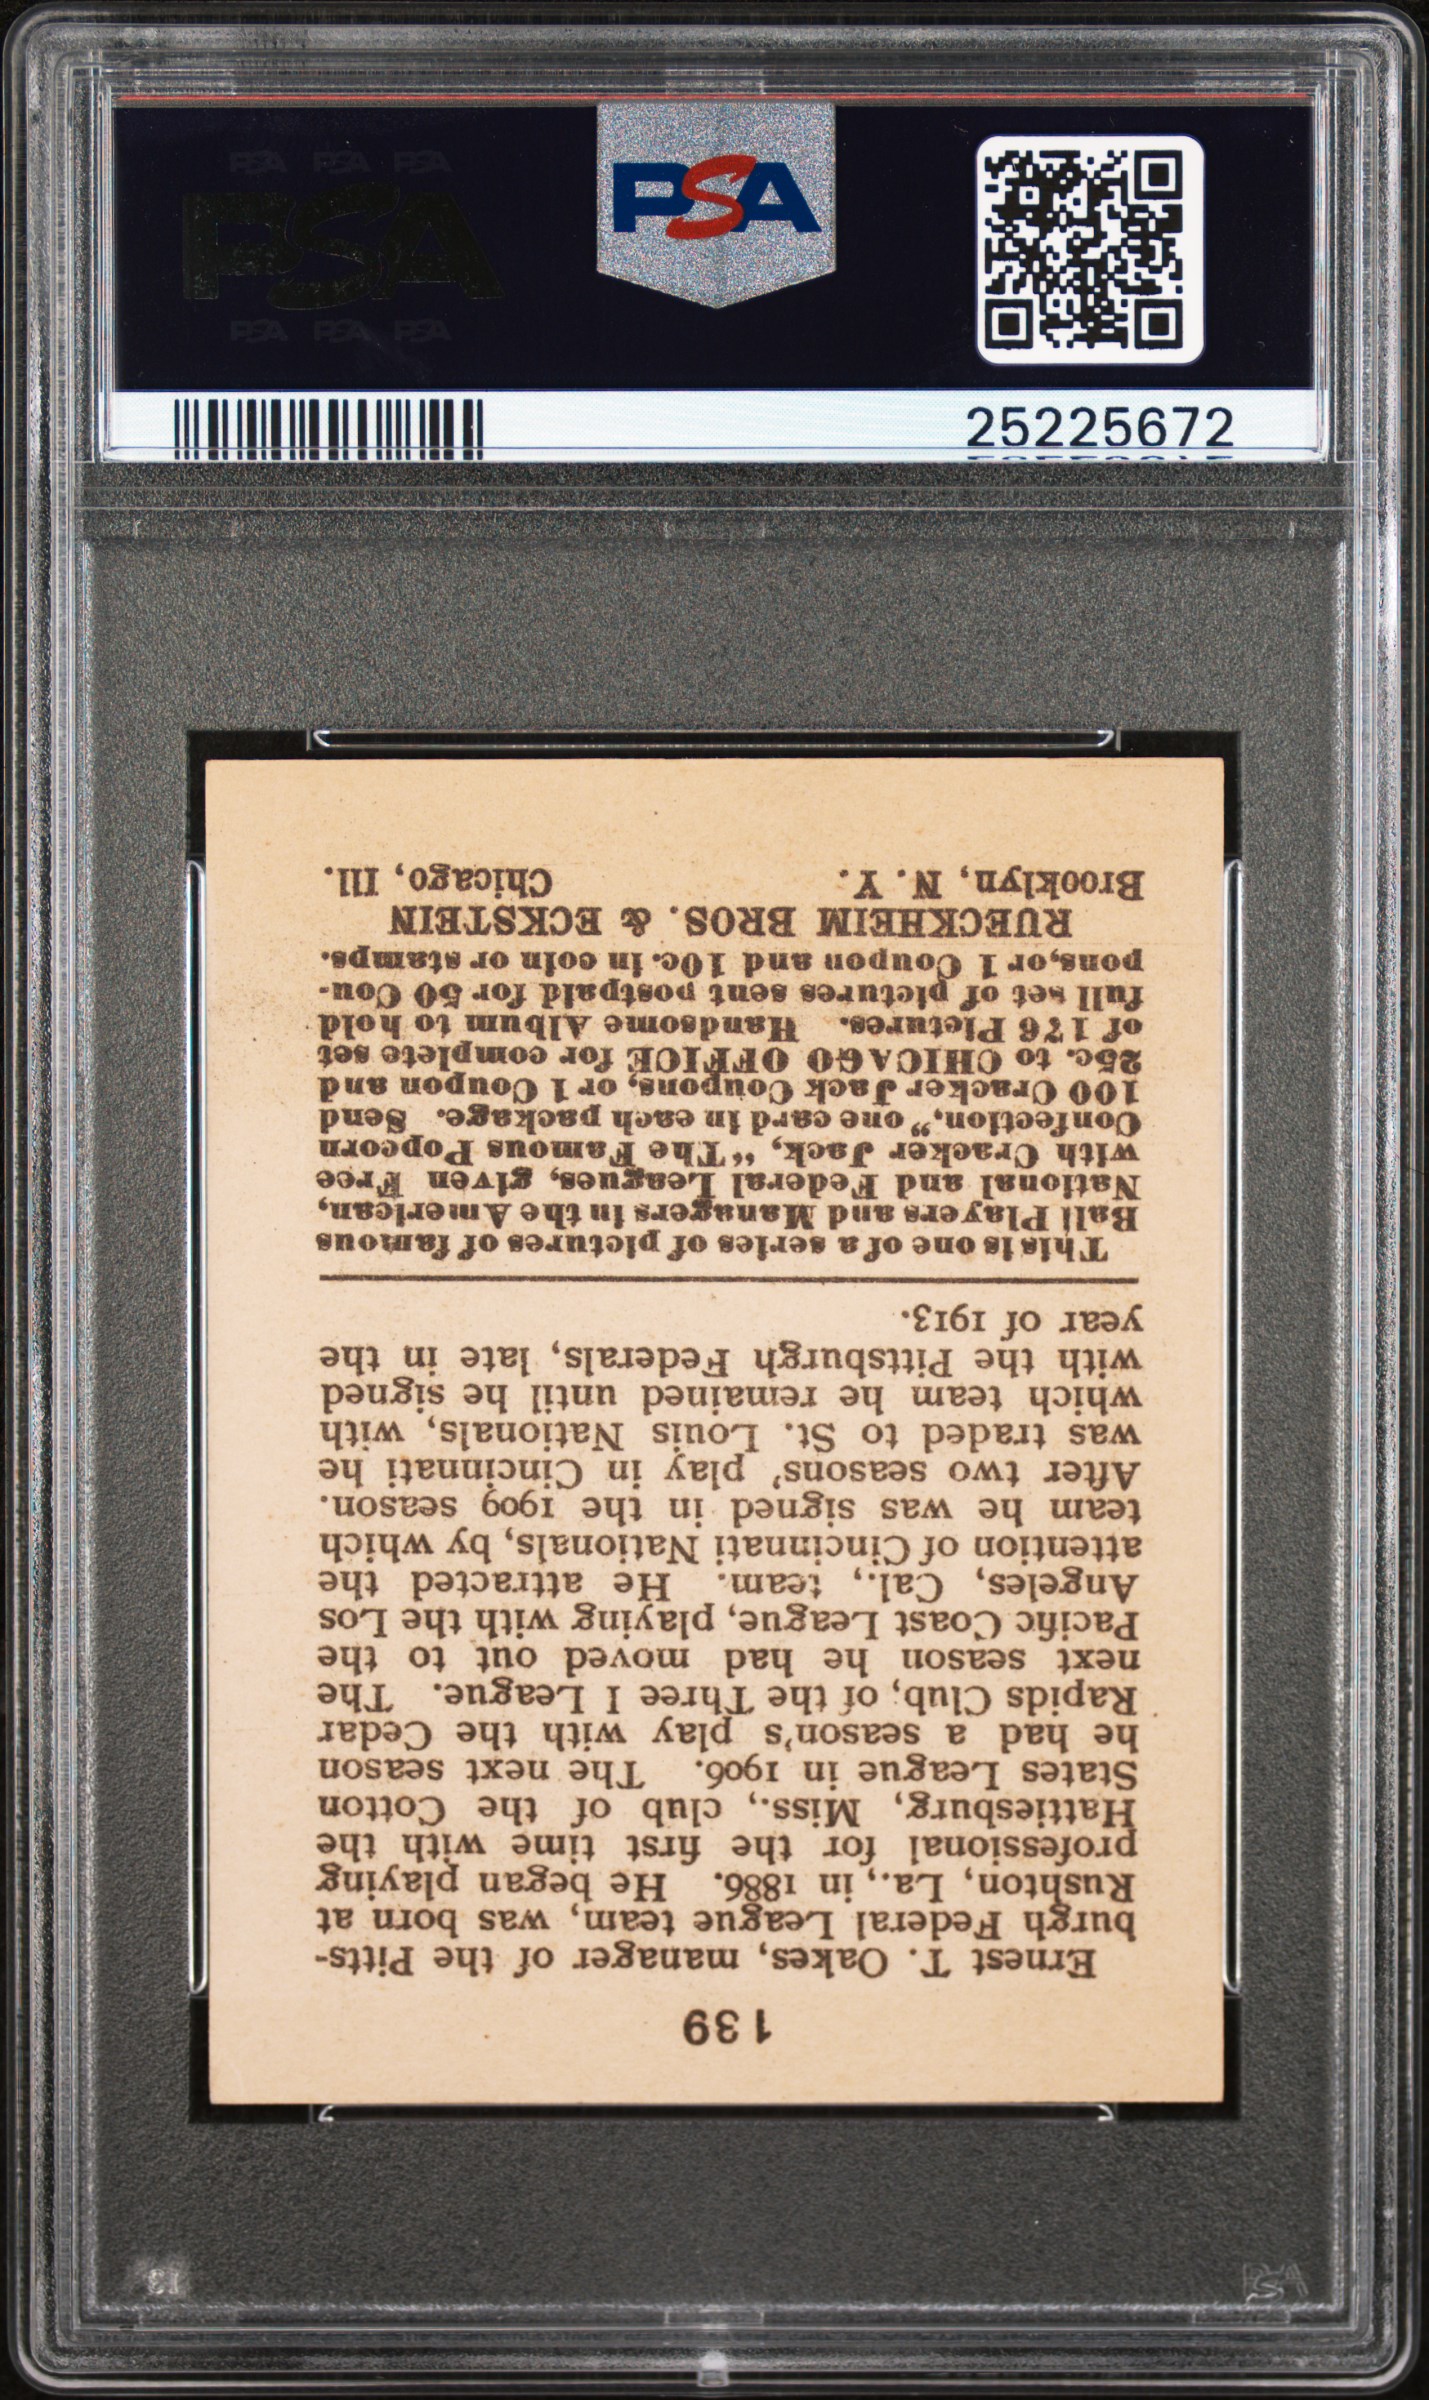 PSA
PSA PSA PSA
PSA
PSA PSA PSA
25225672
139
Ernest T. Oakes, manager of the Pitts-
burgh Federal League team, was born at
Rushton, La., in 1886. He began playing
professional for the first time with the
Hattiesburg, Miss., club of the Cotton
States League in 1906. The next season
he had a season's play with the Cedar
Rapids Club, of the Three I League. The
next season he had moved out to the
Pacific Coast League, playing with the Los
Angeles, Cal., team. He attracted the
attention of Cincinnati Nationals, by which
team he was signed in the 1909 season.
After two seasons' play in Cincinnati he
was traded to St. Louis Nationals, with
which team he remained until he signed
with the Pittsburgh Federals, late in the
year of 1913.
This is one of a series of pictures of famous
Ball Players and Managers in the American,
National and Federal Leagues, given Free
with Cracker Jack, "The Famous Popcorn
Confection," one card in each package. Send
100 Cracker Jack Coupons, or 1 Coupon and
25c. to CHICAGO OFFICE for complete set
of 176 Pictures. Handsome Album to hold
full set of pictures sent postpaid for 50 Cou-
pons, or 1 Coupon and 10c. in coin or stamps.
RUECKHEIM BROS. & ECKSTEIN
Brooklyn, N. Y. Chicago, Ill.
PSA